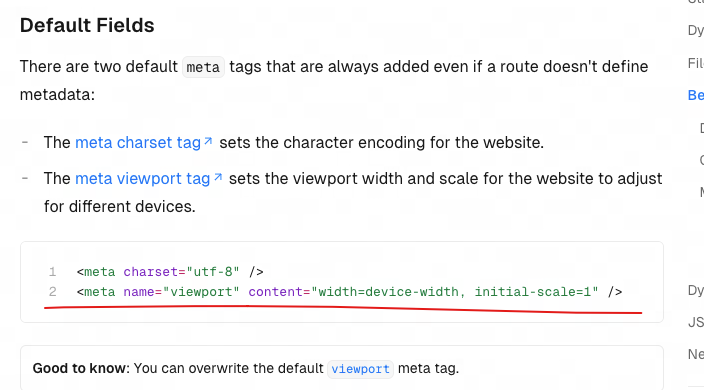 Default Fields
There are two default meta tags that are always added even if a route doesn't define
metadata:
- The meta charset tag↗ sets the character encoding for the website.
- The meta viewport tag↗ sets the viewport width and scale for the website to adjust
for different devices.
1 <meta charset="utf-8" />
2 <meta name="viewport" content="width=device-width, initial-scale=1" />
Good to know: You can overwrite the default viewport meta tag.
Dy
Fil
Be
Dy
JS
Ne